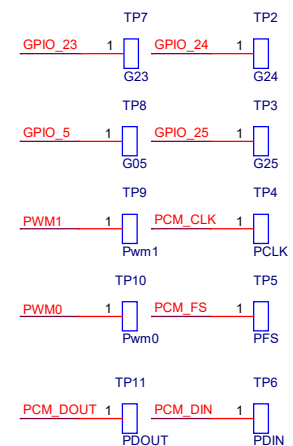 TP7 TP2
GPIO_23 1 GPIO_24 1
G23 G24
TP8 TP3
GPIO_5 1 GPIO_25 1
G05 G25
TP9 TP4
PWM1 1 PCM_CLK 1
Pwm1 PCLK
TP10 TP5
PWM0 1 PCM_FS 1
Pwm0 PFS
TP11 TP6
PCM_DOUT 1 PCM_DIN 1
PDOUT PDIN